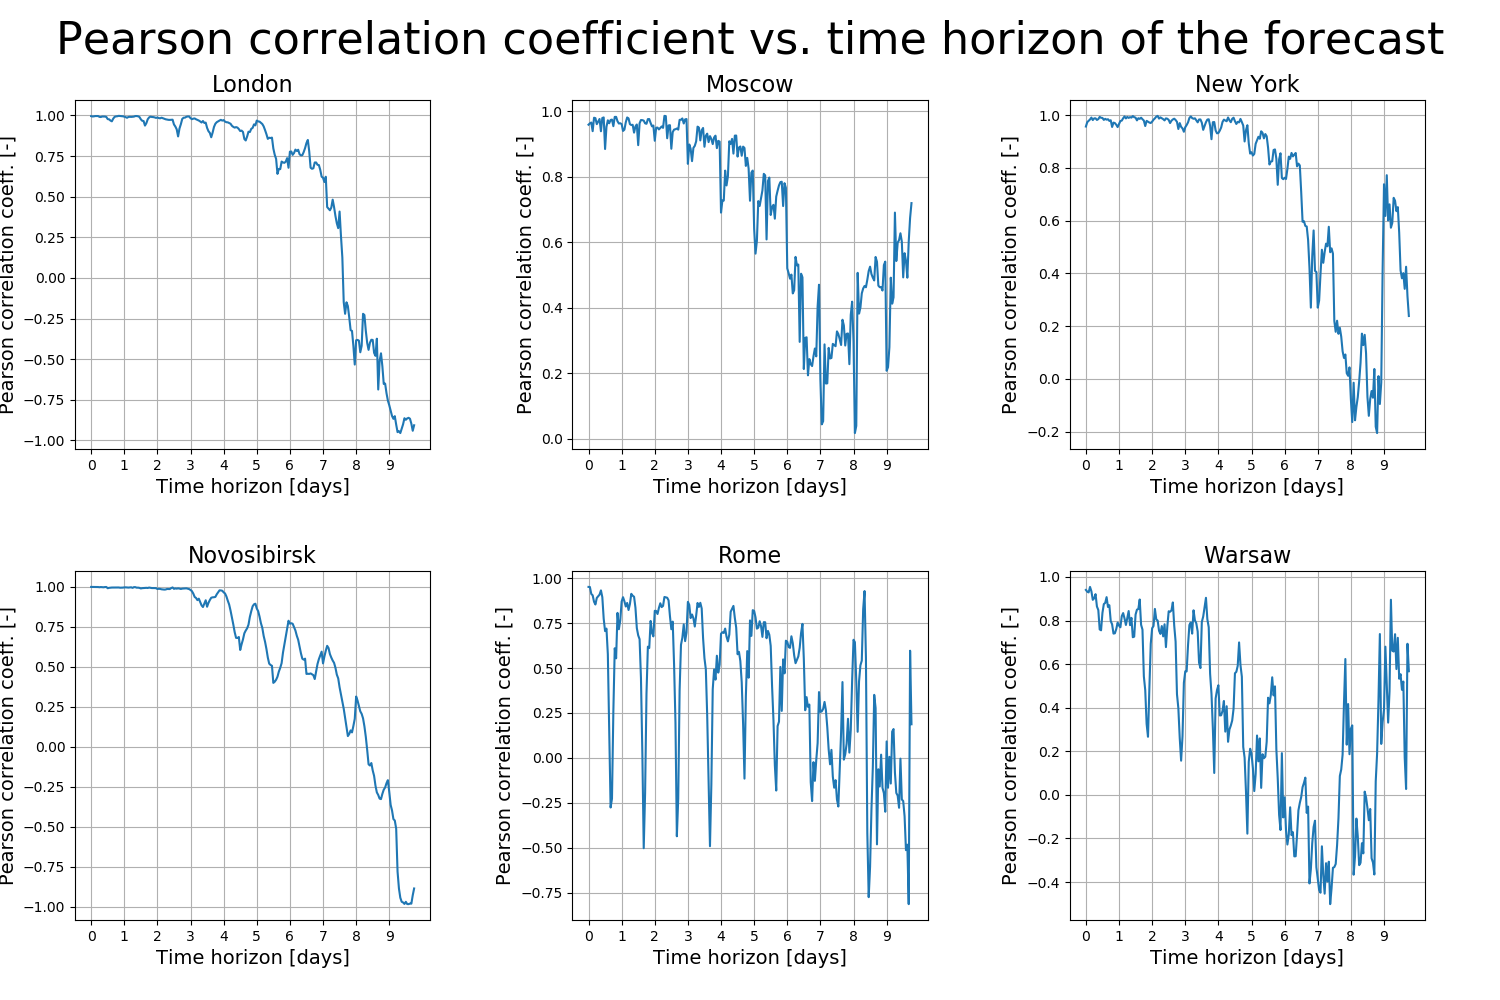 Pearson correlation coefficient vs. time horizon of the forecast
London
Pearson correlation coeff. [-]
1.00
0.75
0.50
0.25
0.00
−0.25
−0.50
−0.75
−1.00
0 1 2 3 4 5 6 7 8 9
Time horizon [days]
Moscow
Pearson correlation coeff. [-]
1.0
0.8
0.6
0.4
0.2
0.0
0 1 2 3 4 5 6 7 8 9
Time horizon [days]
New York
Pearson correlation coeff. [-]
1.0
0.8
0.6
0.4
0.2
0.0
−0.2
0 1 2 3 4 5 6 7 8 9
Time horizon [days]
Novosibirsk
Pearson correlation coeff. [-]
1.00
0.75
0.50
0.25
0.00
−0.25
−0.50
−0.75
−1.00
0 1 2 3 4 5 6 7 8 9
Time horizon [days]
Rome
Pearson correlation coeff. [-]
1.00
0.75
0.50
0.25
0.00
−0.25
−0.50
−0.75
0 1 2 3 4 5 6 7 8 9
Time horizon [days]
Warsaw
Pearson correlation coeff. [-]
1.0
0.8
0.6
0.4
0.2
0.0
−0.2
−0.4
0 1 2 3 4 5 6 7 8 9
Time horizon [days]